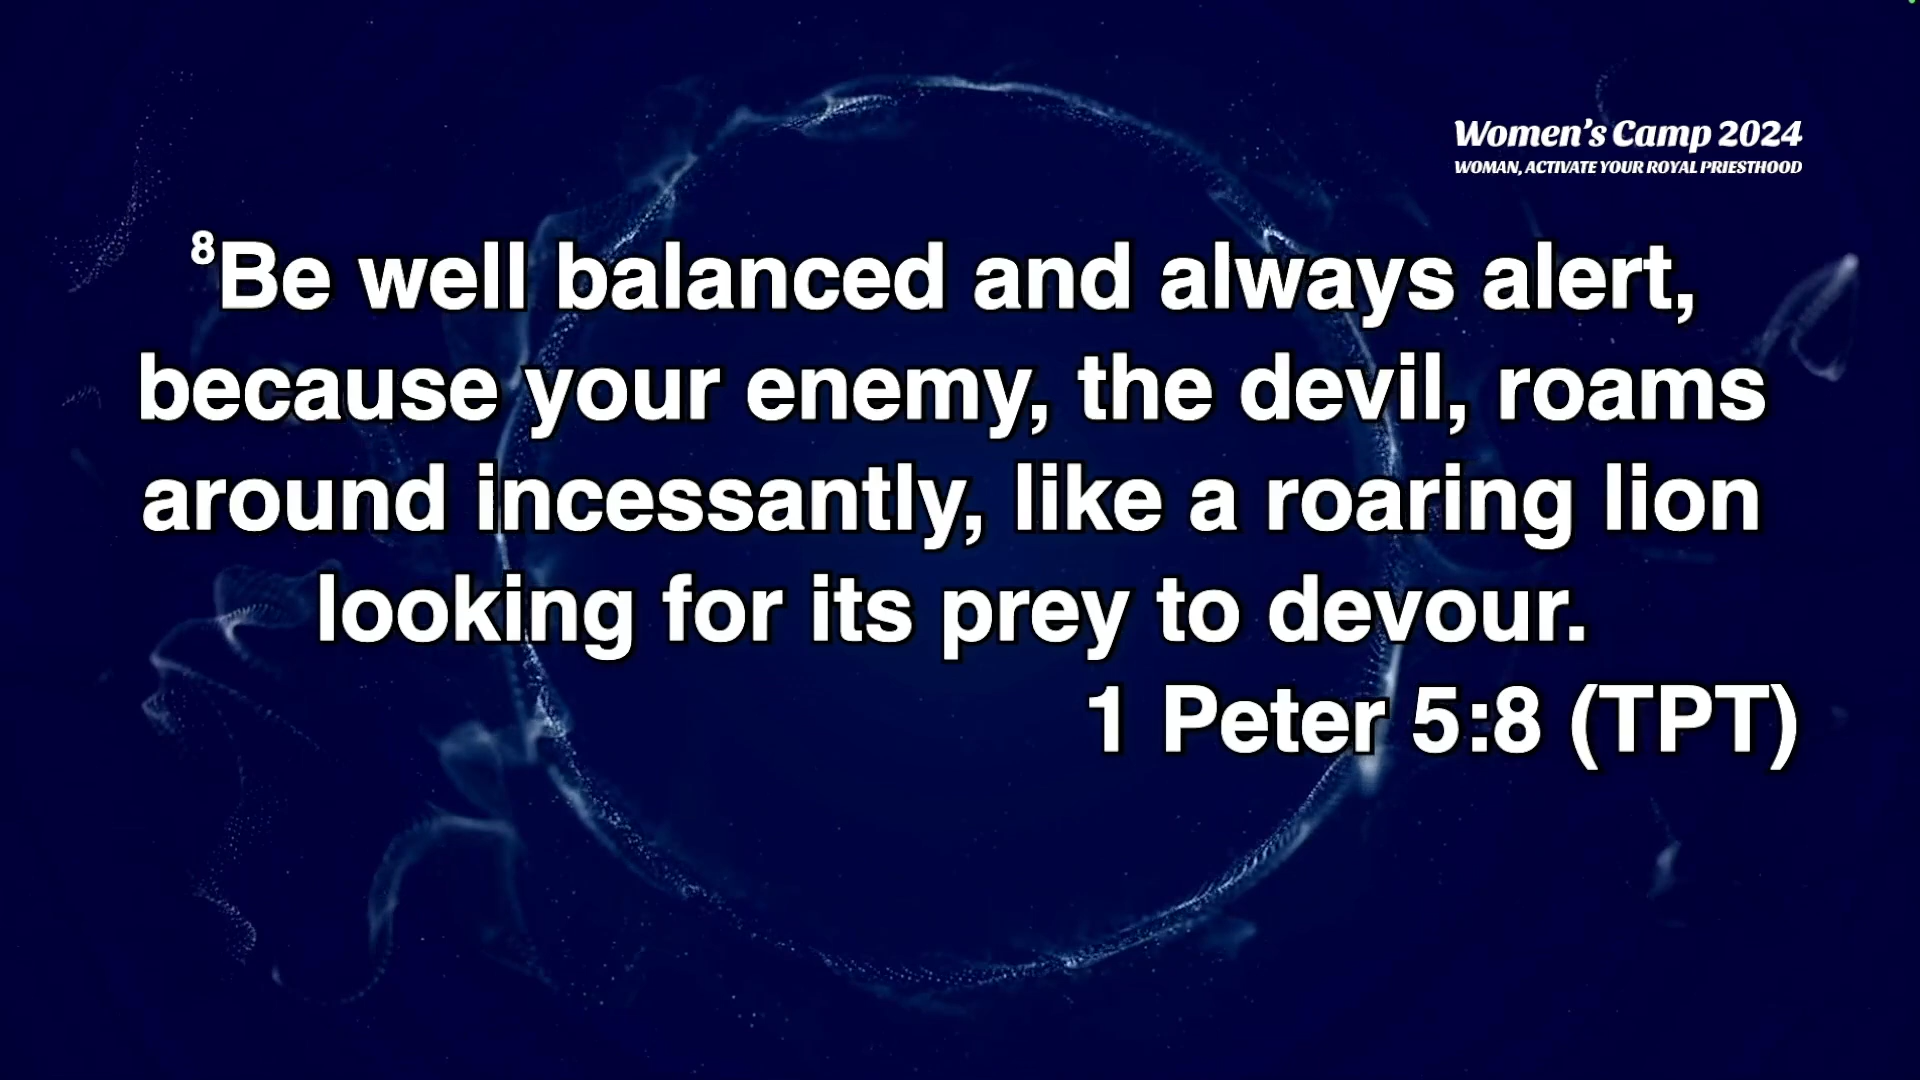 Women's Camp 2024
WOMAN, ACTIVATE YOUR ROYAL PRIESTHOOD
⁸Be well balanced and always alert,
because your enemy, the devil, roams
around incessantly, like a roaring lion
looking for its prey to devour.
1 Peter 5:8 (TPT)